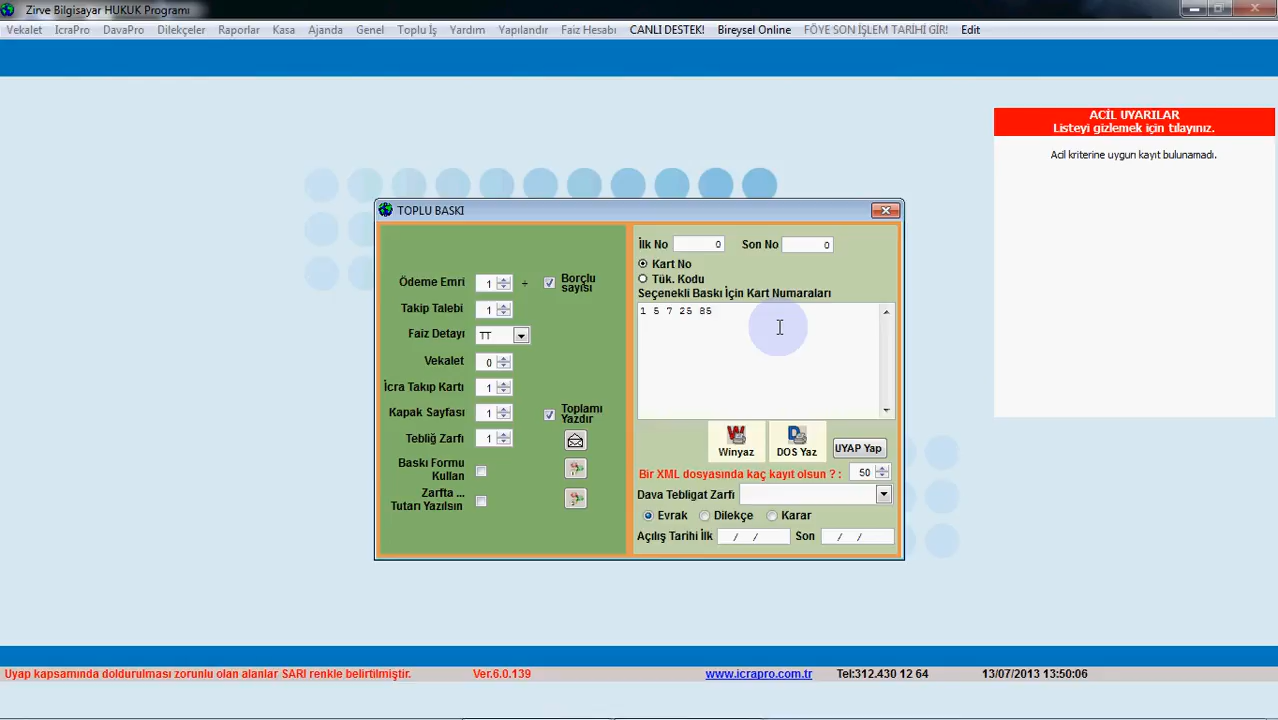 Zirve Bilgisayar HUKUK Programı
Vekalet IcraPro DavaPro Dilekçeler Raporlar Kasa Ajanda Genel Toplu İş Yardım Yapılandır Faiz Hesabı CANLI DESTEK! Bireysel Online FÖYE SON İŞLEM TARİHİ GİR! Edit
ACİL UYARILAR
Listeyi gizlemek için tılayınız.
Acil kriterine uygun kayıt bulunamadı.
TOPLU BASKI
Ödeme Emri 1 + Borçlu sayısı
Takip Talebi 1
Faiz Detayı TT
Vekalet 0
İcra Takip Kartı 1
Kapak Sayfası 1 Toplamı Yazdır
Tebliğ Zarfı 1
Baskı Formu
Kullan
Zarfta ...
Tutarı Yazılsın
İlk No 0 Son No 0
Kart No
Tük. Kodu
Seçenekli Baskı İçin Kart Numaraları
1 5 7 25 85
Winyaz DOS Yaz UYAP Yap
Bir XML dosyasında kaç kayıt olsun ? : 50
Dava Tebligat Zarfı
Evrak Dilekçe Karar
Açılış Tarihi İlk / / Son / /
Uyap kapsamında doldurulması zorunlu olan alanlar SARI renkle belirtilmiştir. Ver.6.0.139 www.icrapro.com.tr Tel:312.430 12 64 13/07/2013 13:50:06